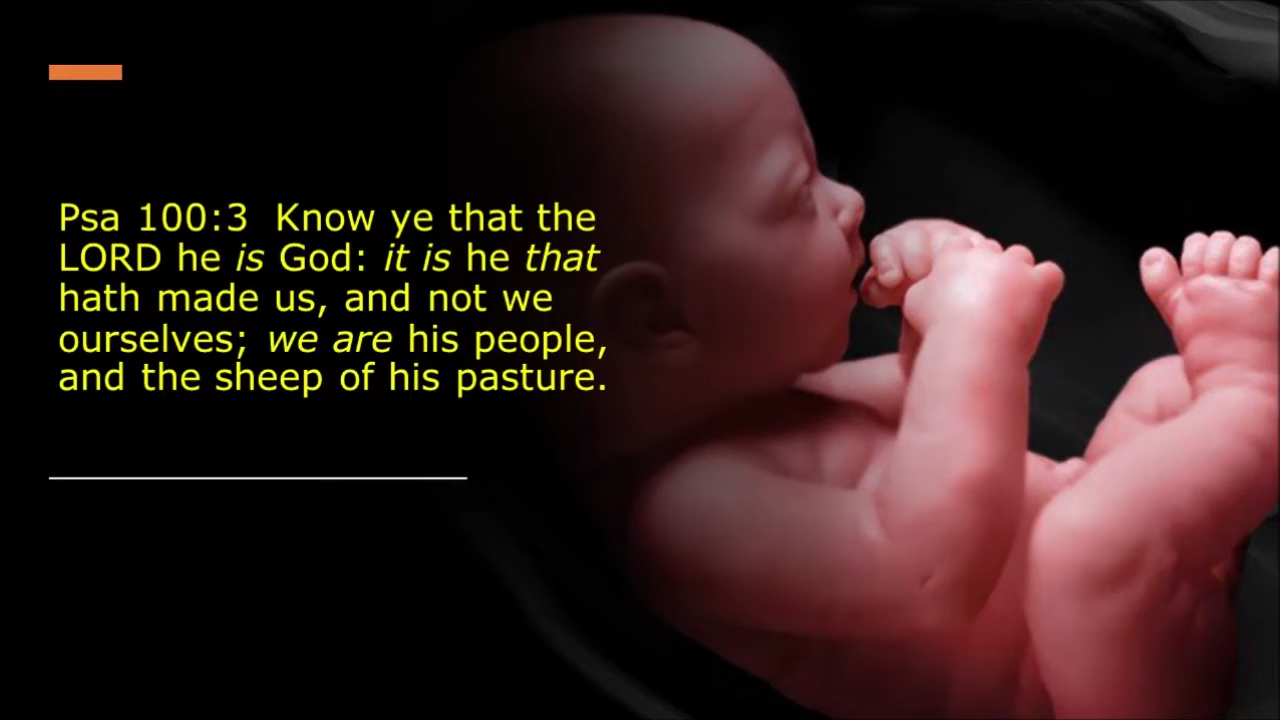 Psa 100:3  Know ye that the
LORD he is God: it is he that
hath made us, and not we
ourselves; we are his people,
and the sheep of his pasture.